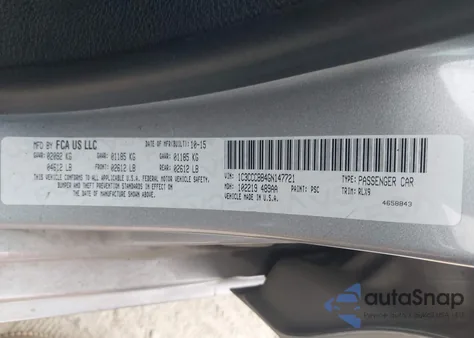 MFD BY FCA US LLC DATE OF MFR(BUILT) 10-15
GVWR: 02092 KG GAWR: 01185 KG GAWR: 01185 KG
04612 LB FRONT: 02612 LB REAR: 02612 LB
THIS VEHICLE CONFORMS TO ALL APPLICABLE U.S.A. FEDERAL MOTOR VEHICLE SAFETY
BUMPER AND THEFT PREVENTION STANDARDS IN EFFECT
ON THE DATE OF MANUFACTURE SHOWN ABOVE.
VIN: 1C3CCCBB4GN147721 TYPE: PASSENGER CAR
MDH: 102219 489AA PAINT: PSC TRIM: RLX9
VEHICLE MADE IN U.S.A. 4658843
autoSnap